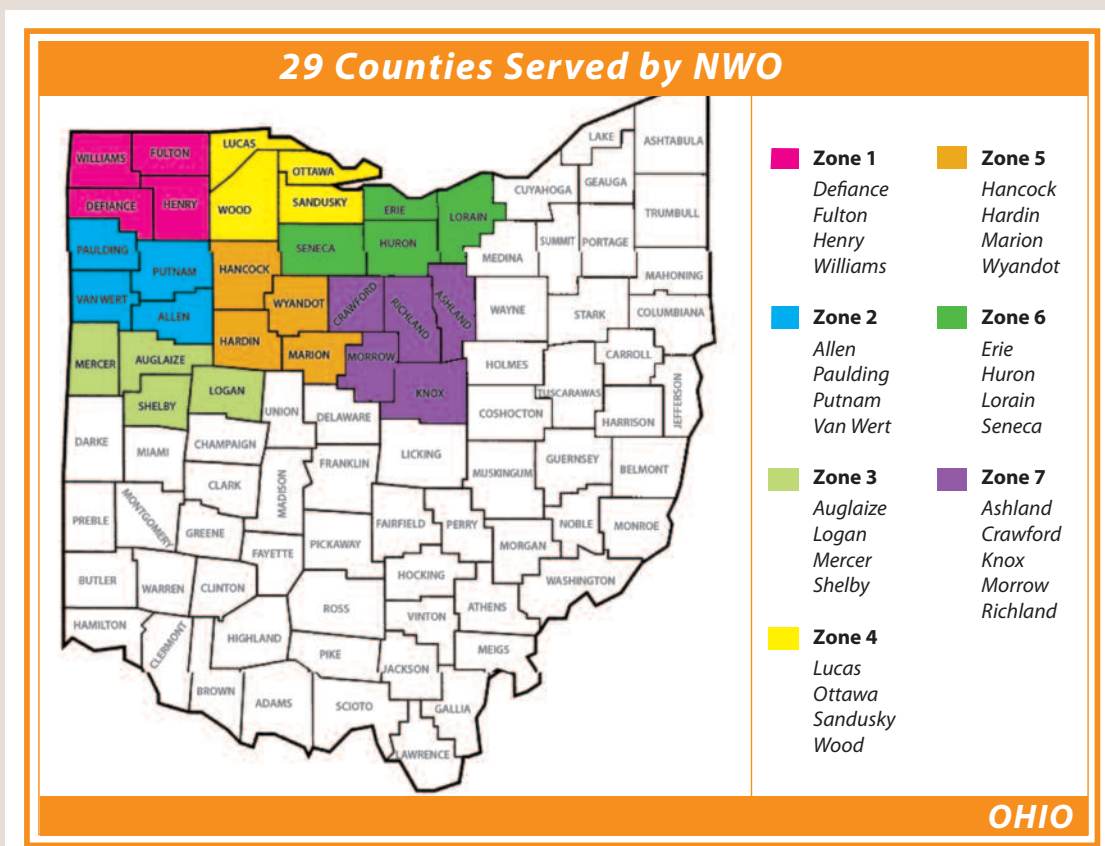 29 Counties Served by NWO
WILLIAMS
FULTON
LUCAS
OTTAWA
DEFIANCE
HENRY
WOOD
SANDUSKY
ERIE
LORAIN
CUYAHOGA
LAKE
GEAUGA
ASHTABULA
TRUMBULL
PAULDING
PUTNAM
HANCOCK
SENECA
HURON
MEDINA
SUMMIT
PORTAGE
MAHONING
VAN WERT
ALLEN
WYANDOT
CRAWFORD
RICHLAND
ASHLAND
WAYNE
STARK
COLUMBIANA
MERCER
AUGLAIZE
HARDIN
MARION
MORROW
KNOX
HOLMES
CARROLL
JEFFERSON
SHELBY
LOGAN
UNION
DELAWARE
COSHOCTON
TUSCARAWAS
HARRISON
DARKE
MIAMI
CHAMPAIGN
CLARK
MADISON
FRANKLIN
LICKING
MUSKINGUM
GUERNSEY
BELMONT
PREBLE
MONTGOMERY
GREENE
FAYETTE
PICKAWAY
FAIRFIELD
PERRY
MORGAN
NOBLE
MONROE
BUTLER
WARREN
CLINTON
ROSS
HOCKING
VINTON
ATHENS
WASHINGTON
HAMILTON
CLERMONT
HIGHLAND
PIKE
JACKSON
MEIGS
BROWN
ADAMS
SCIOTO
GALLIA
LAWRENCE
Zone 1
Defiance
Fulton
Henry
Williams
Zone 2
Allen
Paulding
Putnam
Van Wert
Zone 3
Auglaize
Logan
Mercer
Shelby
Zone 4
Lucas
Ottawa
Sandusky
Wood
Zone 5
Hancock
Hardin
Marion
Wyandot
Zone 6
Erie
Huron
Lorain
Seneca
Zone 7
Ashland
Crawford
Knox
Morrow
Richland
OHIO